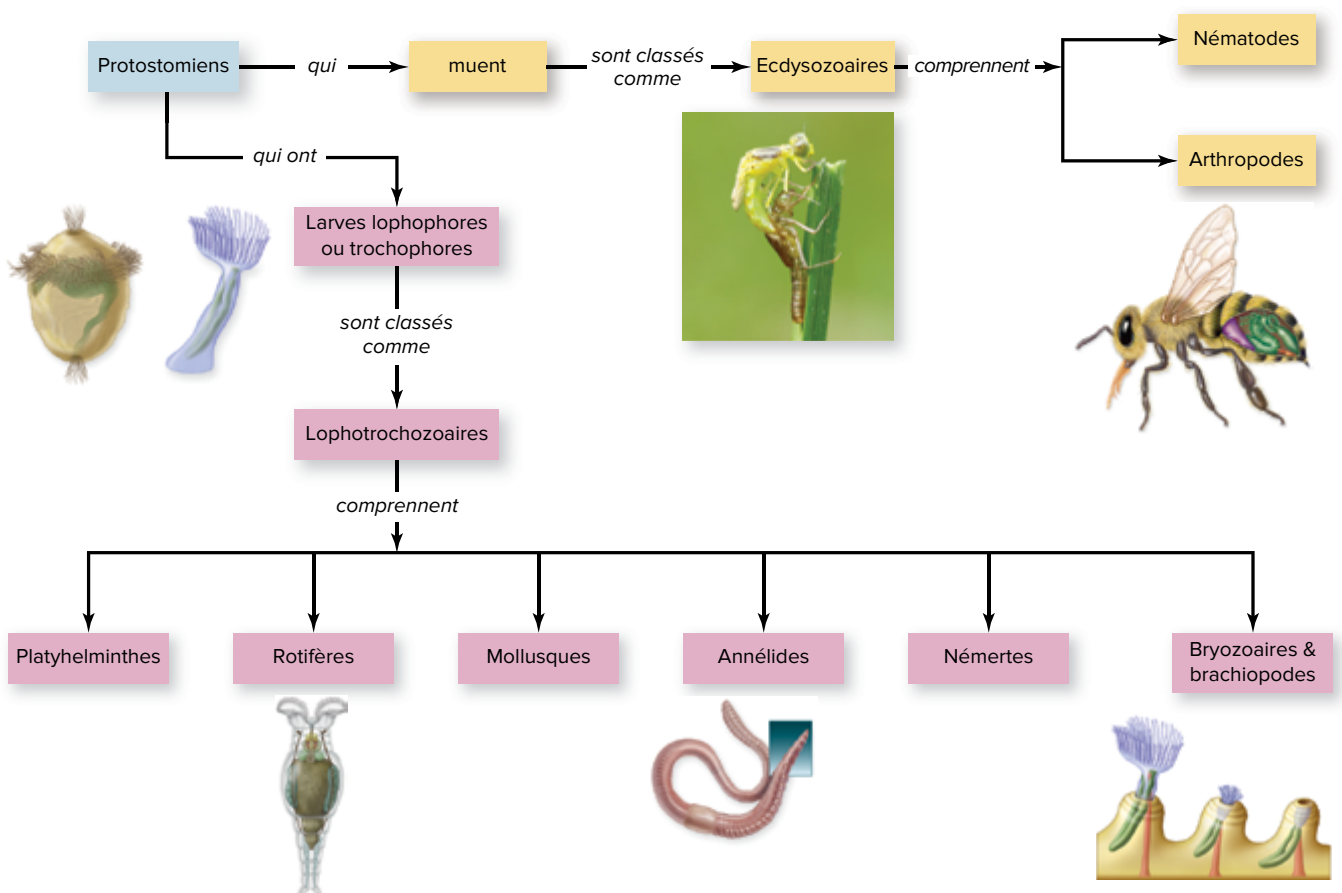 Protostomiens
qui
muent
sont classés
comme
Ecdysozoaires
comprennent
Nématodes
Arthropodes
qui ont
Larves lophophores
ou trochophores
sont classés
comme
Lophotrochozoaires
comprennent
Platyhelminthes
Rotifères
Mollusques
Annélides
Némertes
Bryozoaires &
brachiopodes